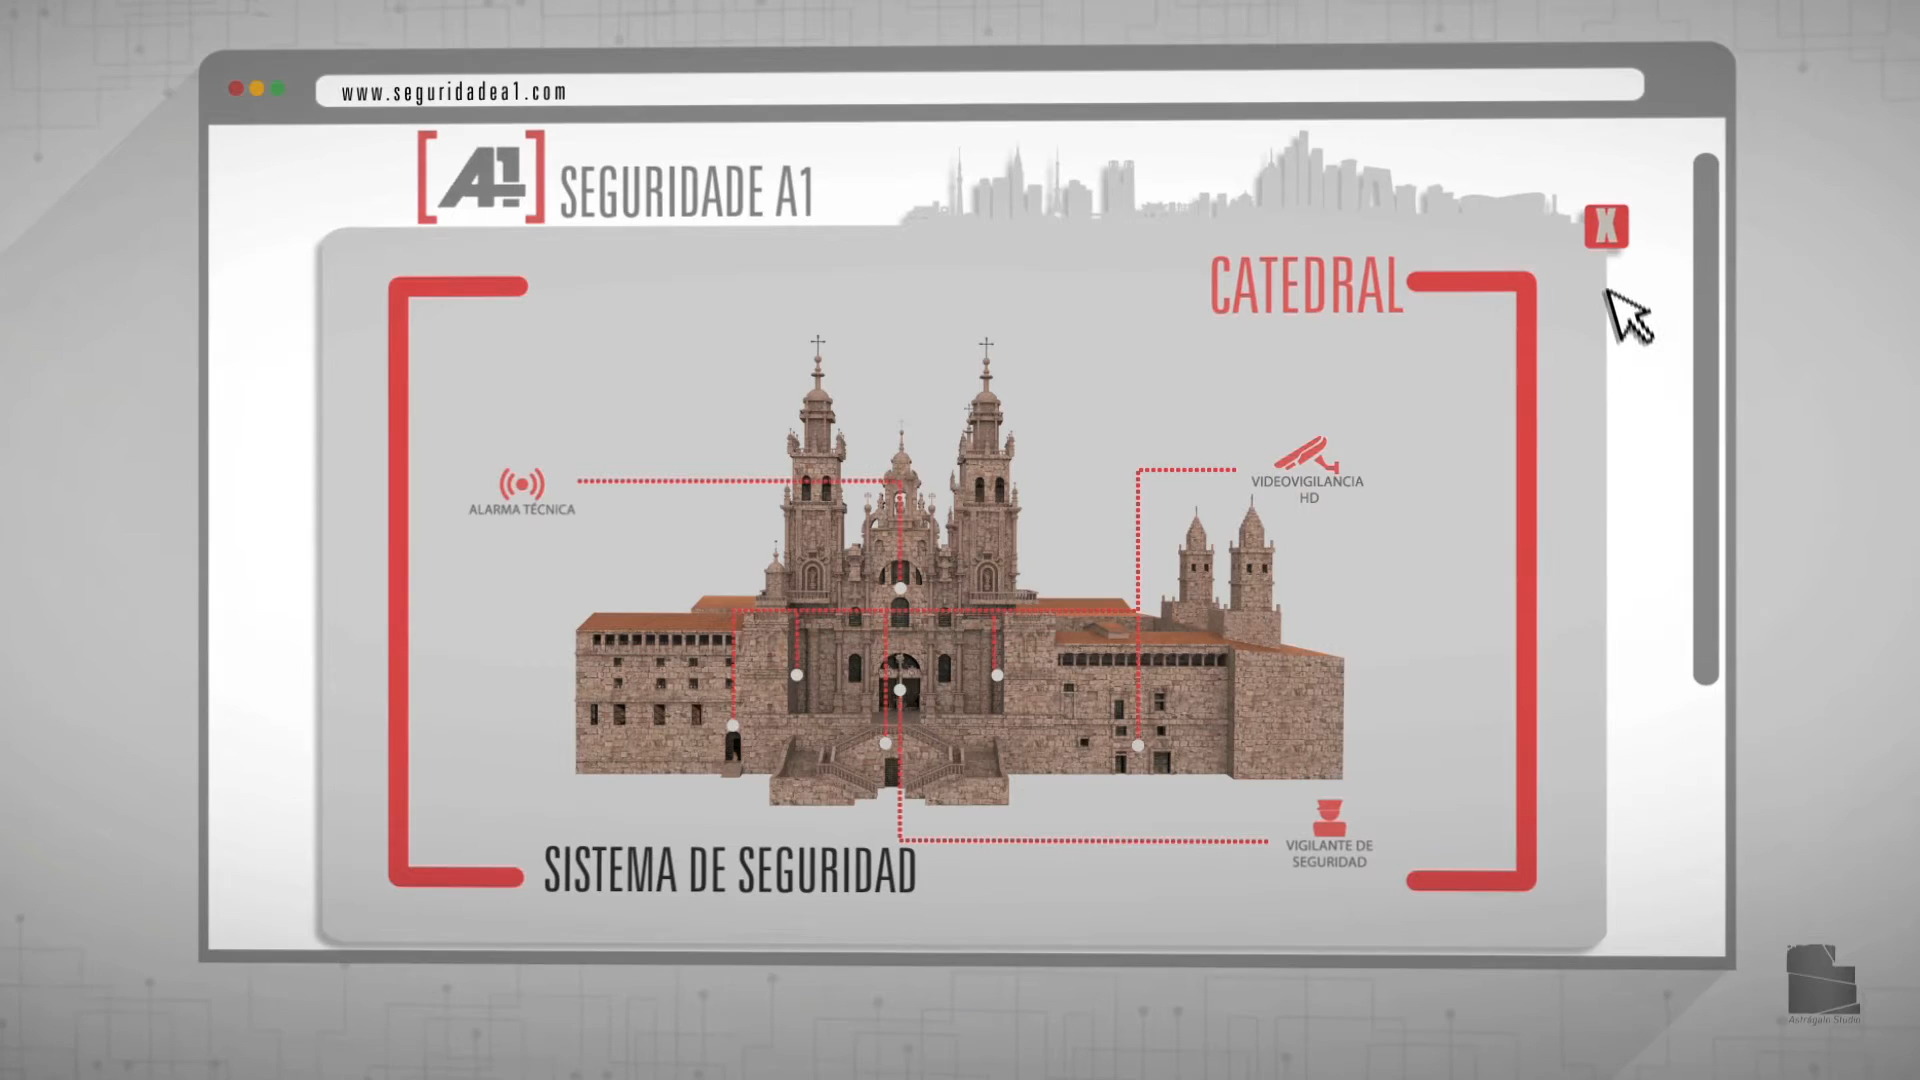 www.seguridadea1.com
A1
SEGURIDADE A1
X
CATEDRAL
ALARMA TÉCNICA
VIDEOVIGILANCIA
HD
VIGILANTE DE
SEGURIDAD
SISTEMA DE SEGURIDAD
Astrágalo Studio